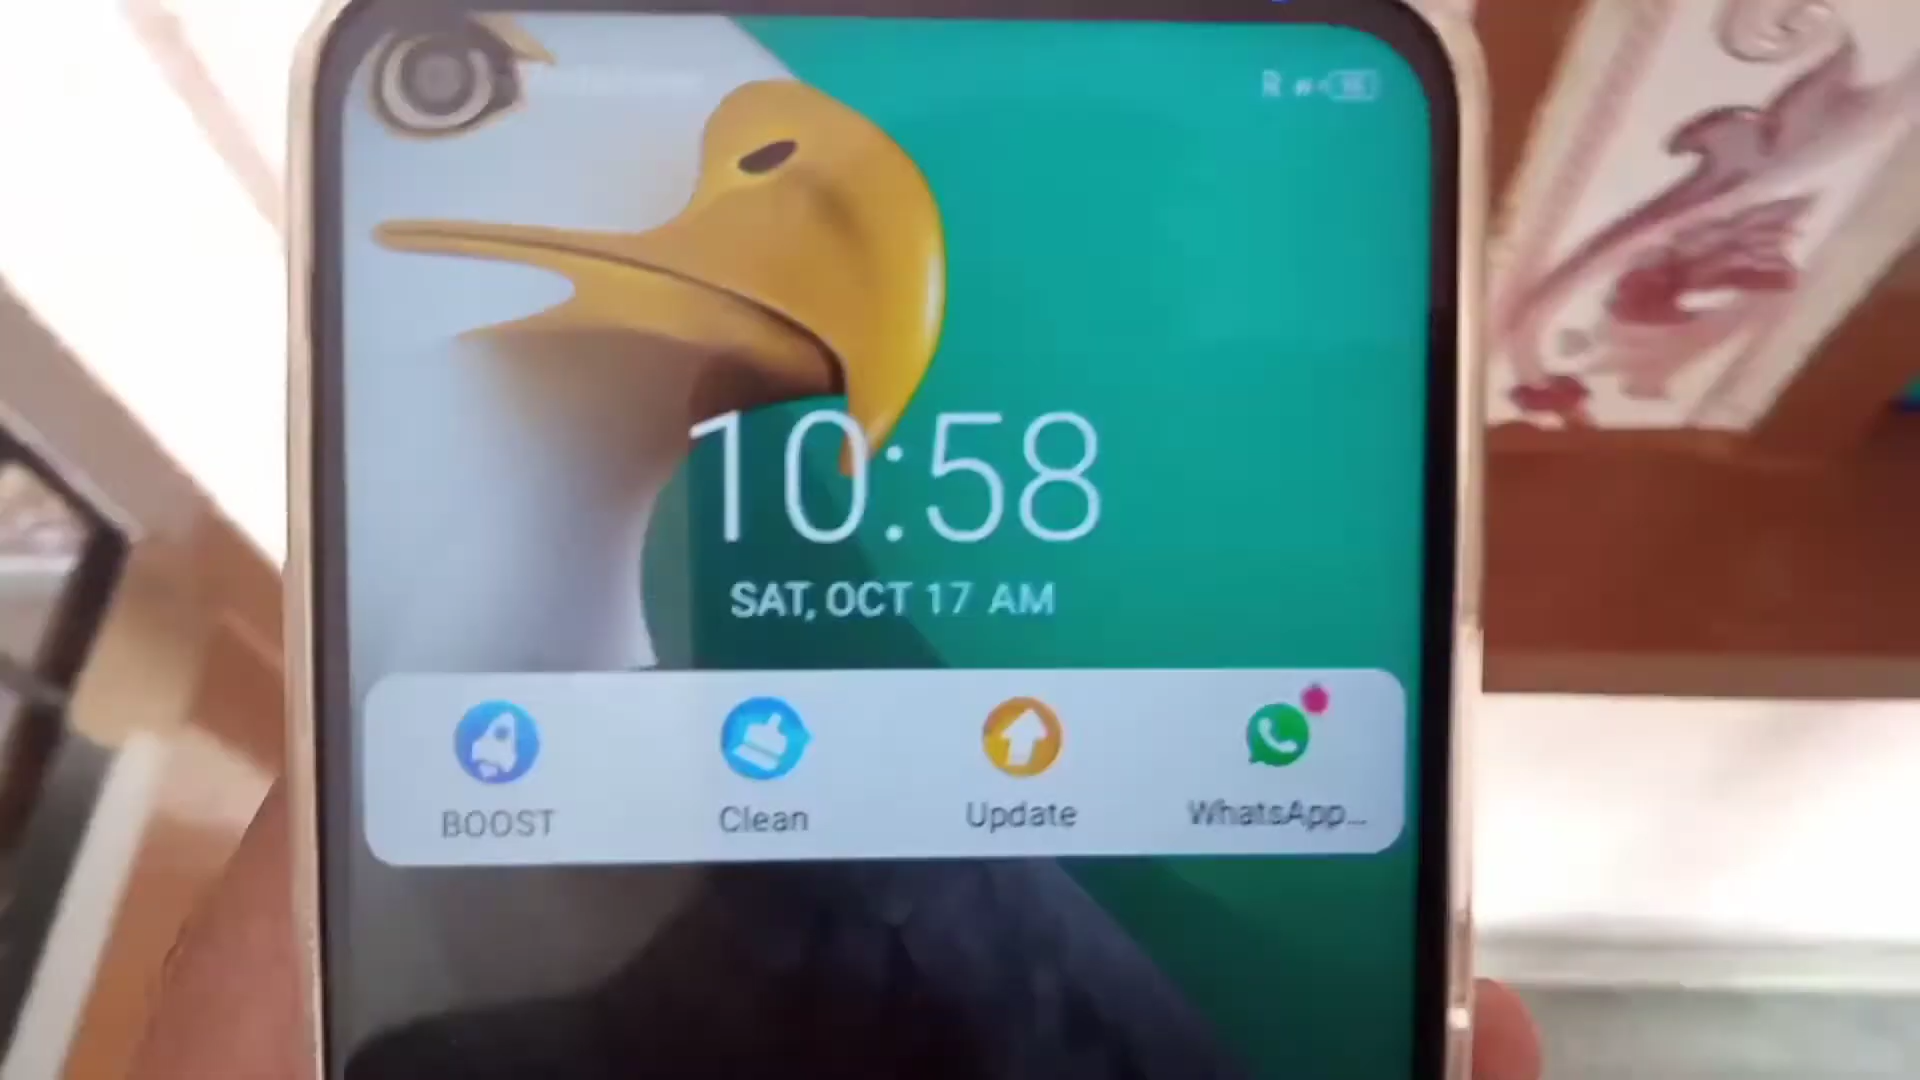 R
10:58
SAT, OCT 17 AM
BOOST
Clean
Update
WhatsApp...